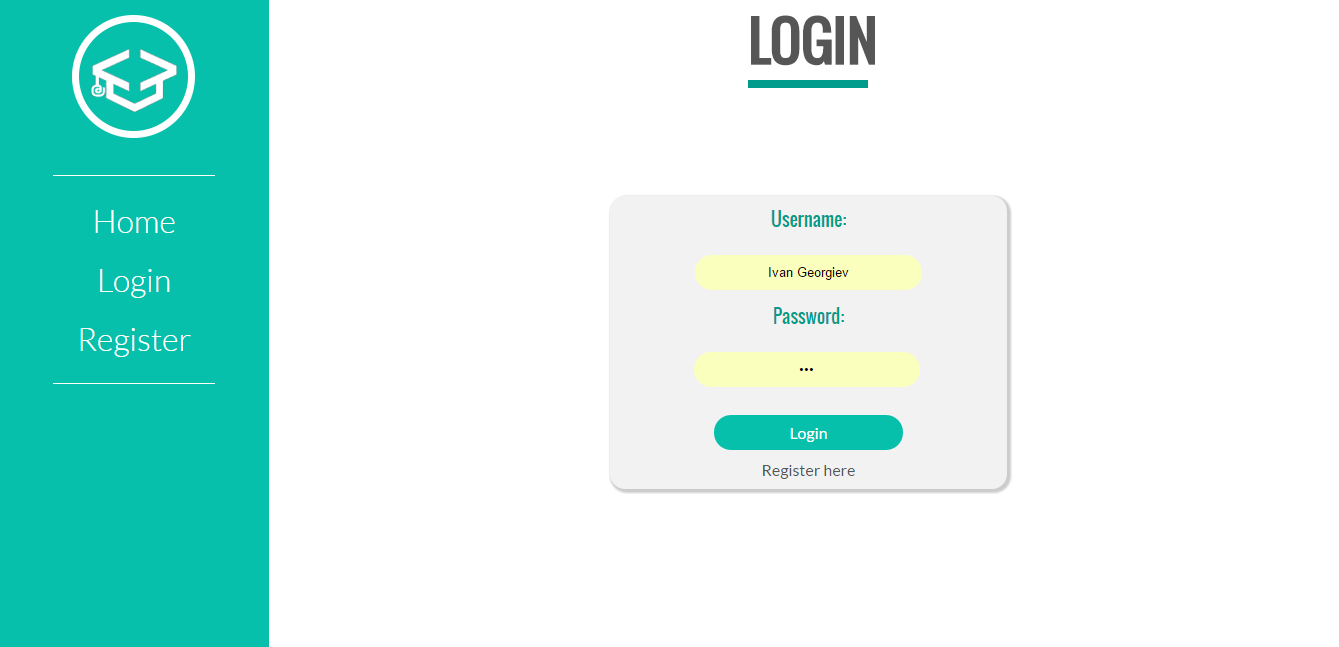 Home
Login
Register
LOGIN
Username:
Ivan Georgiev
Password:
•••
Login
Register here